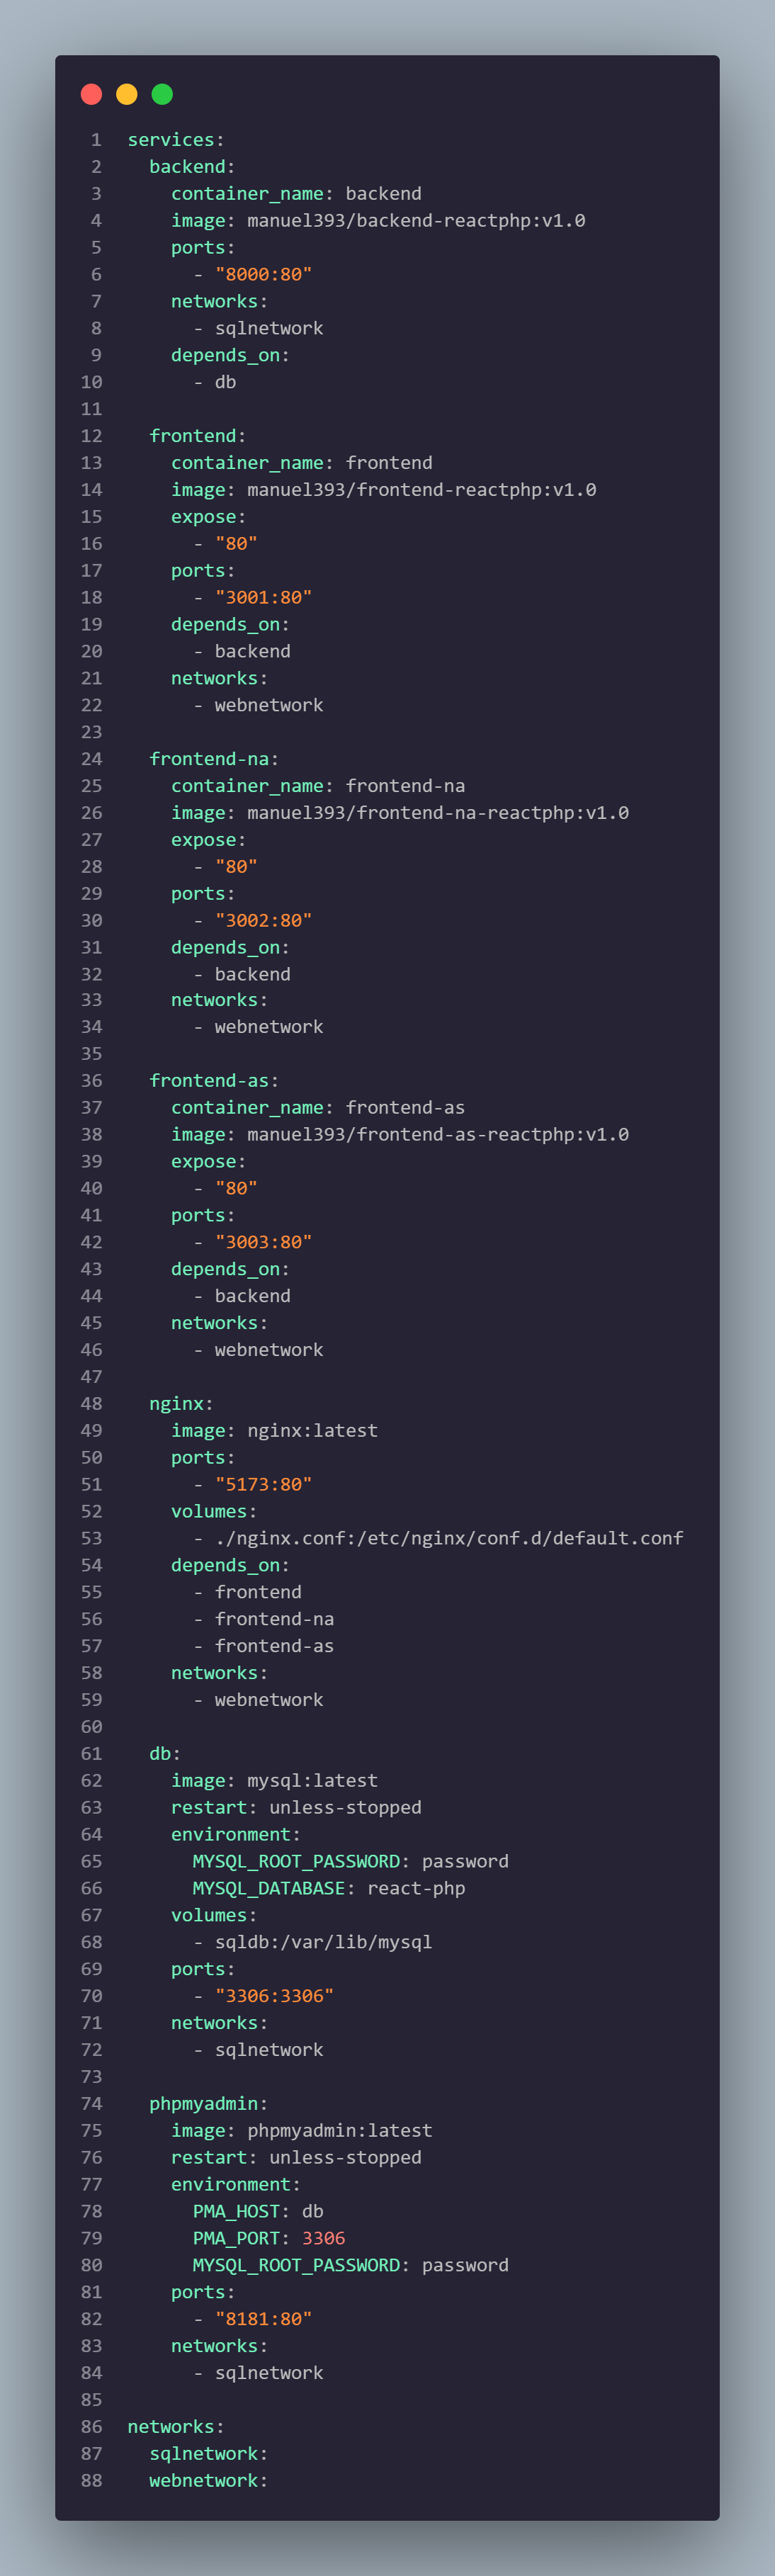 1 services:
2   backend:
3     container_name: backend
4     image: manuel393/backend-reactphp:v1.0
5     ports:
6       - "8000:80"
7     networks:
8       - sqlnetwork
9     depends_on:
10       - db
11
12   frontend:
13     container_name: frontend
14     image: manuel393/frontend-reactphp:v1.0
15     expose:
16       - "80"
17     ports:
18       - "3001:80"
19     depends_on:
20       - backend
21     networks:
22       - webnetwork
23
24   frontend-na:
25     container_name: frontend-na
26     image: manuel393/frontend-na-reactphp:v1.0
27     expose:
28       - "80"
29     ports:
30       - "3002:80"
31     depends_on:
32       - backend
33     networks:
34       - webnetwork
35
36   frontend-as:
37     container_name: frontend-as
38     image: manuel393/frontend-as-reactphp:v1.0
39     expose:
40       - "80"
41     ports:
42       - "3003:80"
43     depends_on:
44       - backend
45     networks:
46       - webnetwork
47
48   nginx:
49     image: nginx:latest
50     ports:
51       - "5173:80"
52     volumes:
53       - ./nginx.conf:/etc/nginx/conf.d/default.conf
54     depends_on:
55       - frontend
56       - frontend-na
57       - frontend-as
58     networks:
59       - webnetwork
60
61   db:
62     image: mysql:latest
63     restart: unless-stopped
64     environment:
65       MYSQL_ROOT_PASSWORD: password
66       MYSQL_DATABASE: react-php
67     volumes:
68       - sqldb:/var/lib/mysql
69     ports:
70       - "3306:3306"
71     networks:
72       - sqlnetwork
73
74   phpmyadmin:
75     image: phpmyadmin:latest
76     restart: unless-stopped
77     environment:
78       PMA_HOST: db
79       PMA_PORT: 3306
80       MYSQL_ROOT_PASSWORD: password
81     ports:
82       - "8181:80"
83     networks:
84       - sqlnetwork
85
86 networks:
87   sqlnetwork:
88   webnetwork: